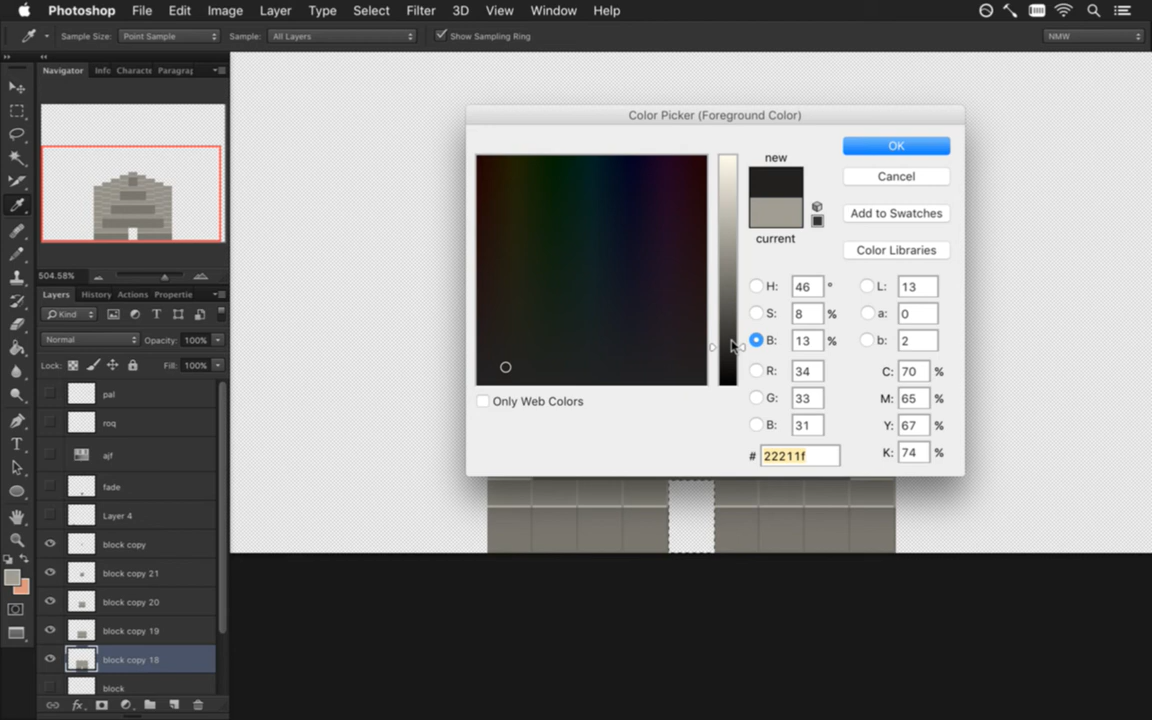 Photoshop File Edit Image Layer Type Select Filter 3D View Window Help
Sample Size: Point Sample Sample: All Layers Show Sampling Ring NMW
Navigator Info Characte Paragrap
504.58%
Layers History Actions Propertie
Kind
Normal Opacity: 100%
Lock: Fill: 100%
pal
roq
ajf
fade
Layer 4
block copy
block copy 21
block copy 20
block copy 19
block copy 18
block
fx
Color Picker (Foreground Color)
new
current
OK
Cancel
Add to Swatches
Color Libraries
H: 46 °
S: 8 %
B: 13 %
R: 34
G: 33
B: 31
# 22211f
L: 13
a: 0
b: 2
C: 70 %
M: 65 %
Y: 67 %
K: 74 %
Only Web Colors